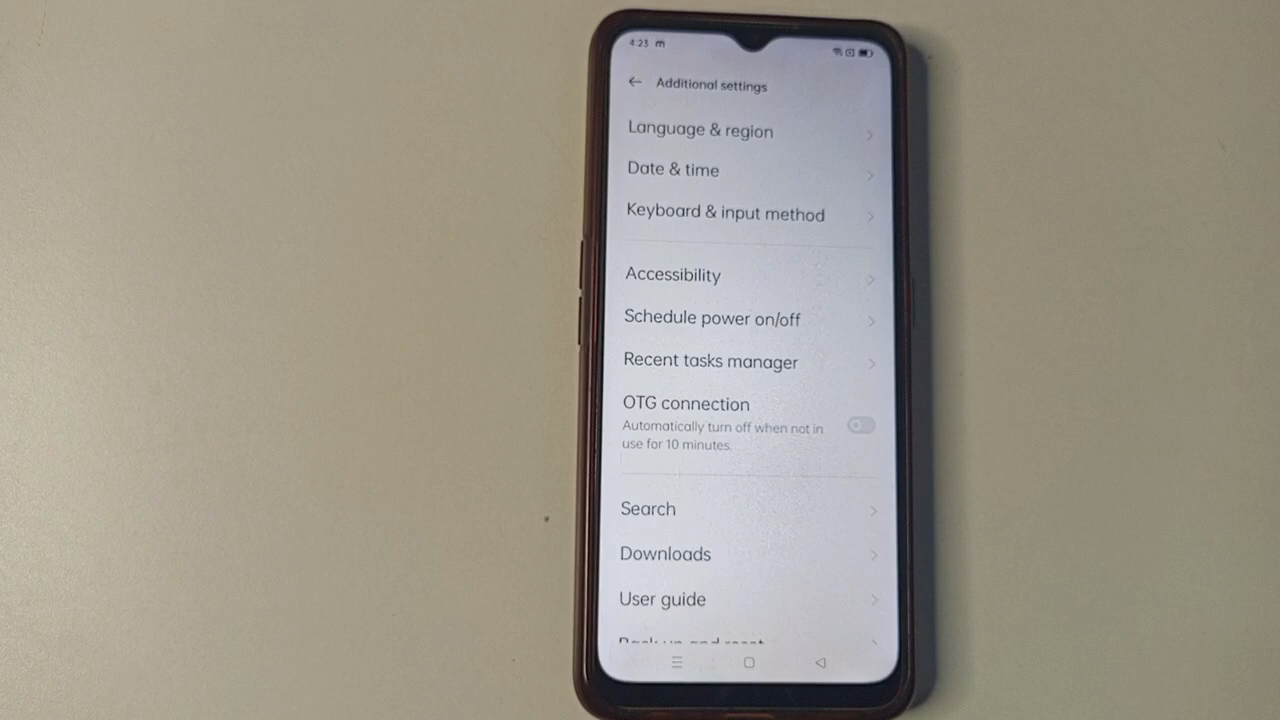 4:23 m
Additional settings
Language & region
Date & time
Keyboard & input method
Accessibility
Schedule power on/off
Recent tasks manager
OTG connection
Automatically turn off when not in
use for 10 minutes.
Search
Downloads
User guide